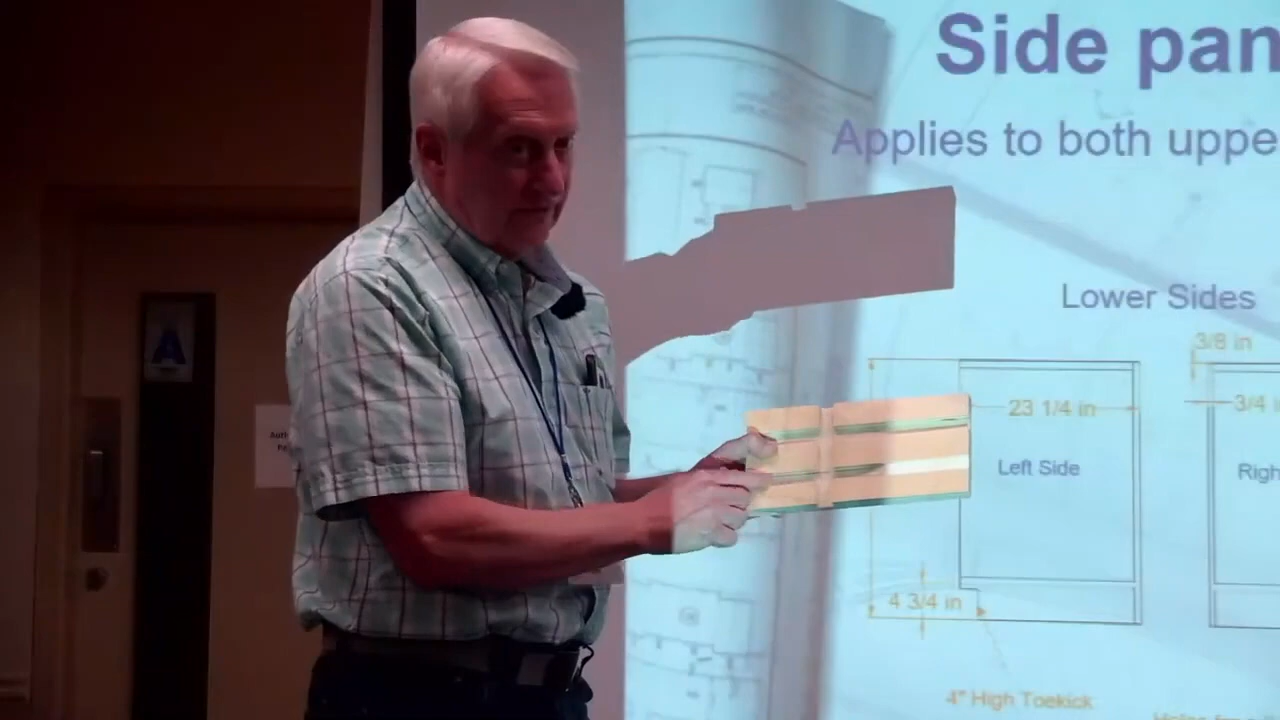 Side pan
Applies to both uppe
Lower Sides
3/8 in
23 1/4 in
3/4 i
Left Side
Righ
4 3/4 in
4" High Toekick
A